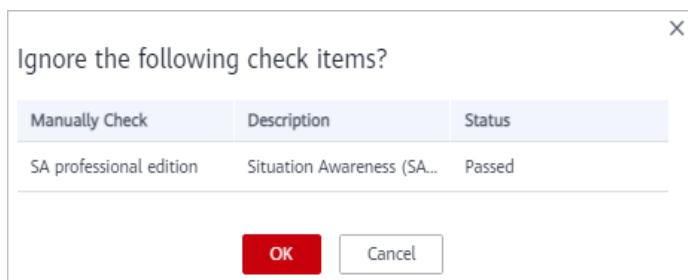 Ignore the following check items?
Manually Check Description Status
SA professional edition Situation Awareness (SA... Passed
OK Cancel